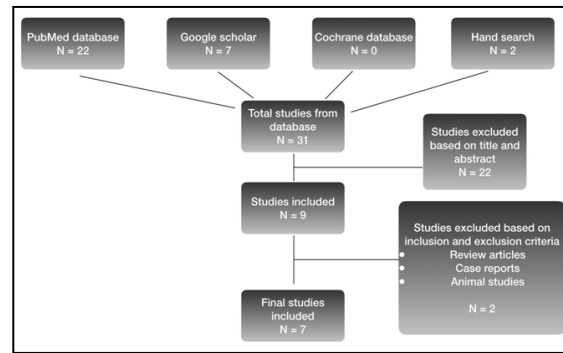 PubMed database
N = 22
Google scholar
N = 7
Cochrane database
N = 0
Hand search
N = 2
Total studies from
database
N = 31
Studies excluded
based on title and
abstract
N = 22
Studies included
N = 9
Studies excluded based on
inclusion and exclusion criteria
• Review articles
• Case reports
• Animal studies
N = 2
Final studies
included
N = 7